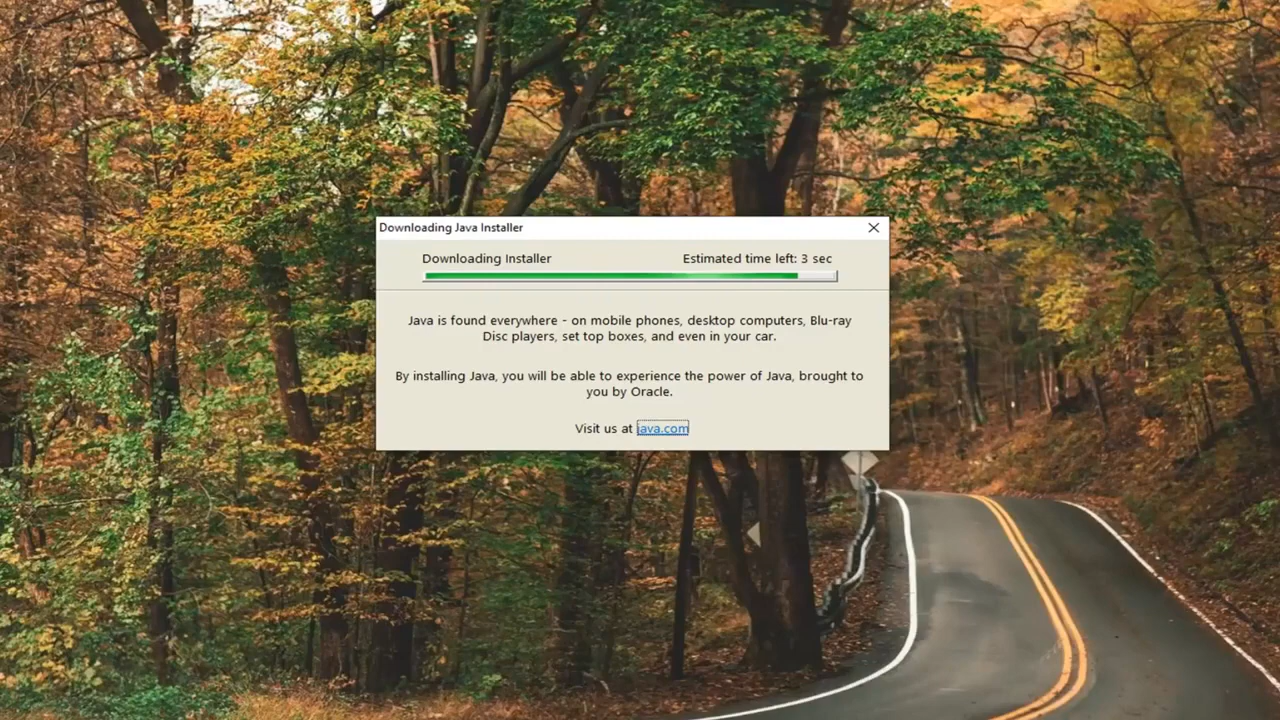 Downloading Java Installer
Downloading Installer Estimated time left: 3 sec
Java is found everywhere - on mobile phones, desktop computers, Blu-ray
Disc players, set top boxes, and even in your car.
By installing Java, you will be able to experience the power of Java, brought to
you by Oracle.
Visit us at java.com